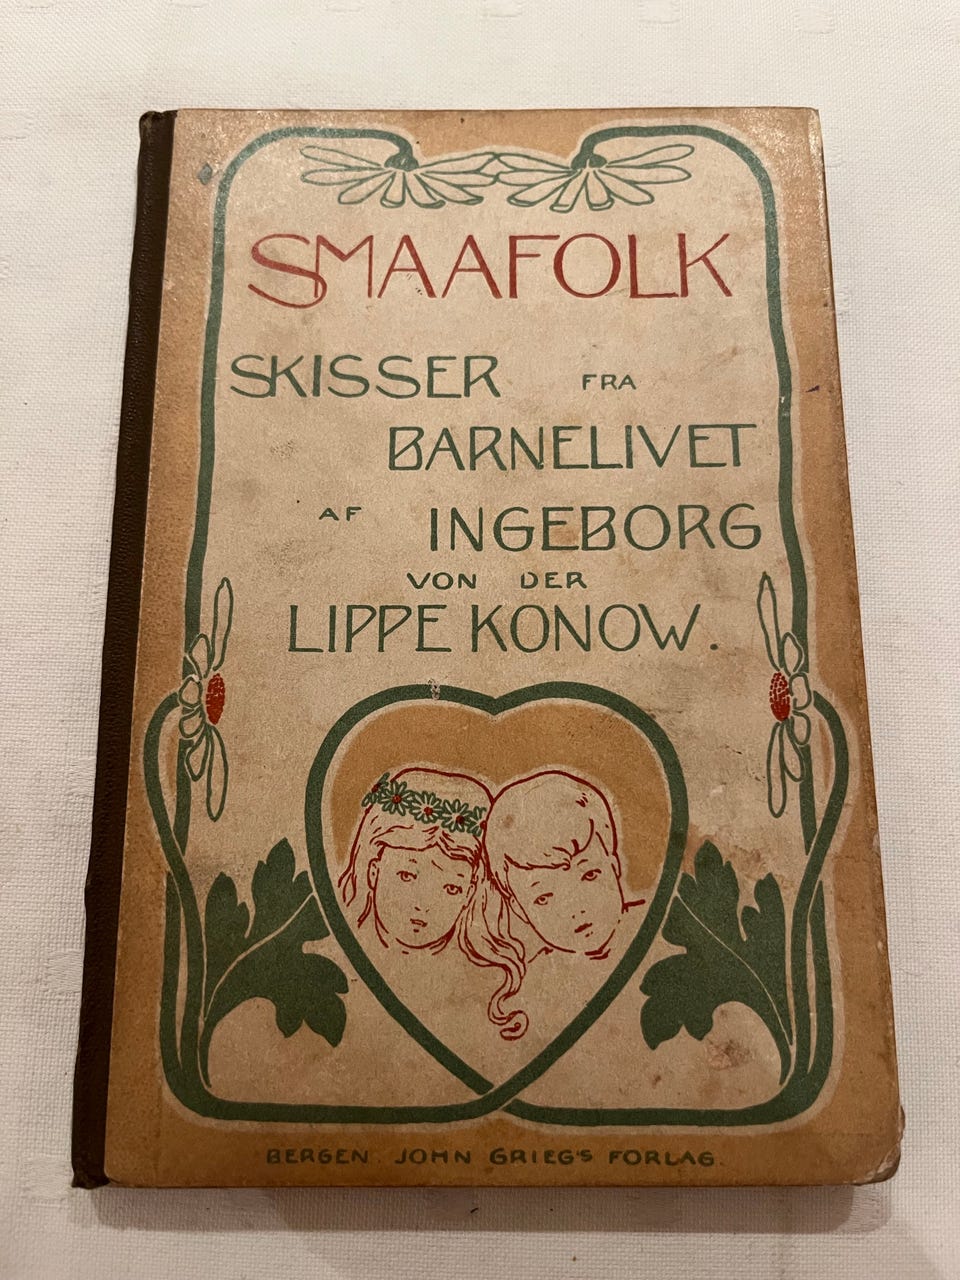 SMAAFOLK
SKISSER FRA
BARNELIVET
AF INGEBORG
VON DER
LIPPE KONOW.
BERGEN. JOHN GRIEG'S FORLAG.